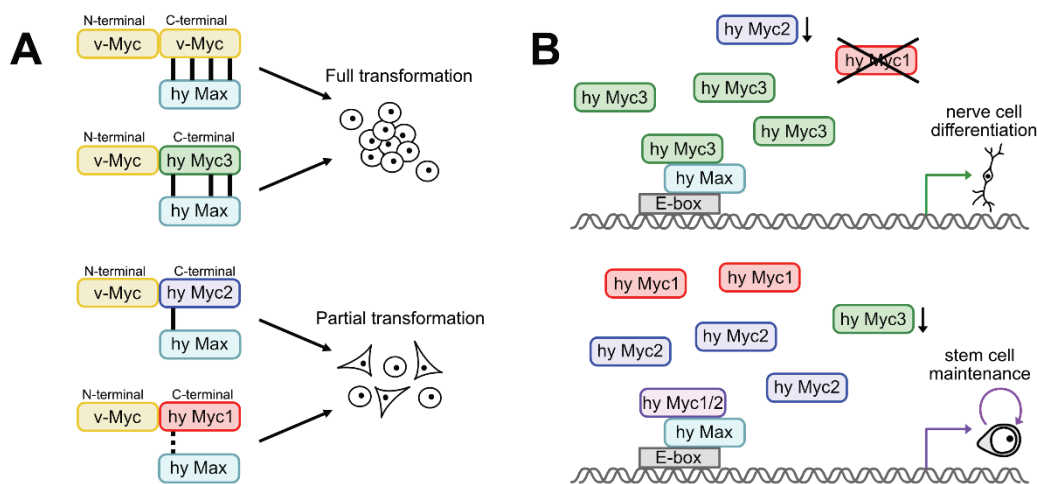 A
N-terminal C-terminal
v-Myc v-Myc
hy Max
N-terminal C-terminal
v-Myc hy Myc3
hy Max
Full transformation
N-terminal C-terminal
v-Myc hy Myc2
hy Max
N-terminal C-terminal
v-Myc hy Myc1
hy Max
Partial transformation
B
hy Myc2
hy Myc1
hy Myc3
hy Myc3
hy Myc3
hy Myc3
hy Max
E-box
nerve cell
differentiation
hy Myc1
hy Myc1
hy Myc3
hy Myc2
hy Myc2
hy Myc2
hy Myc1/2
hy Max
E-box
stem cell
maintenance